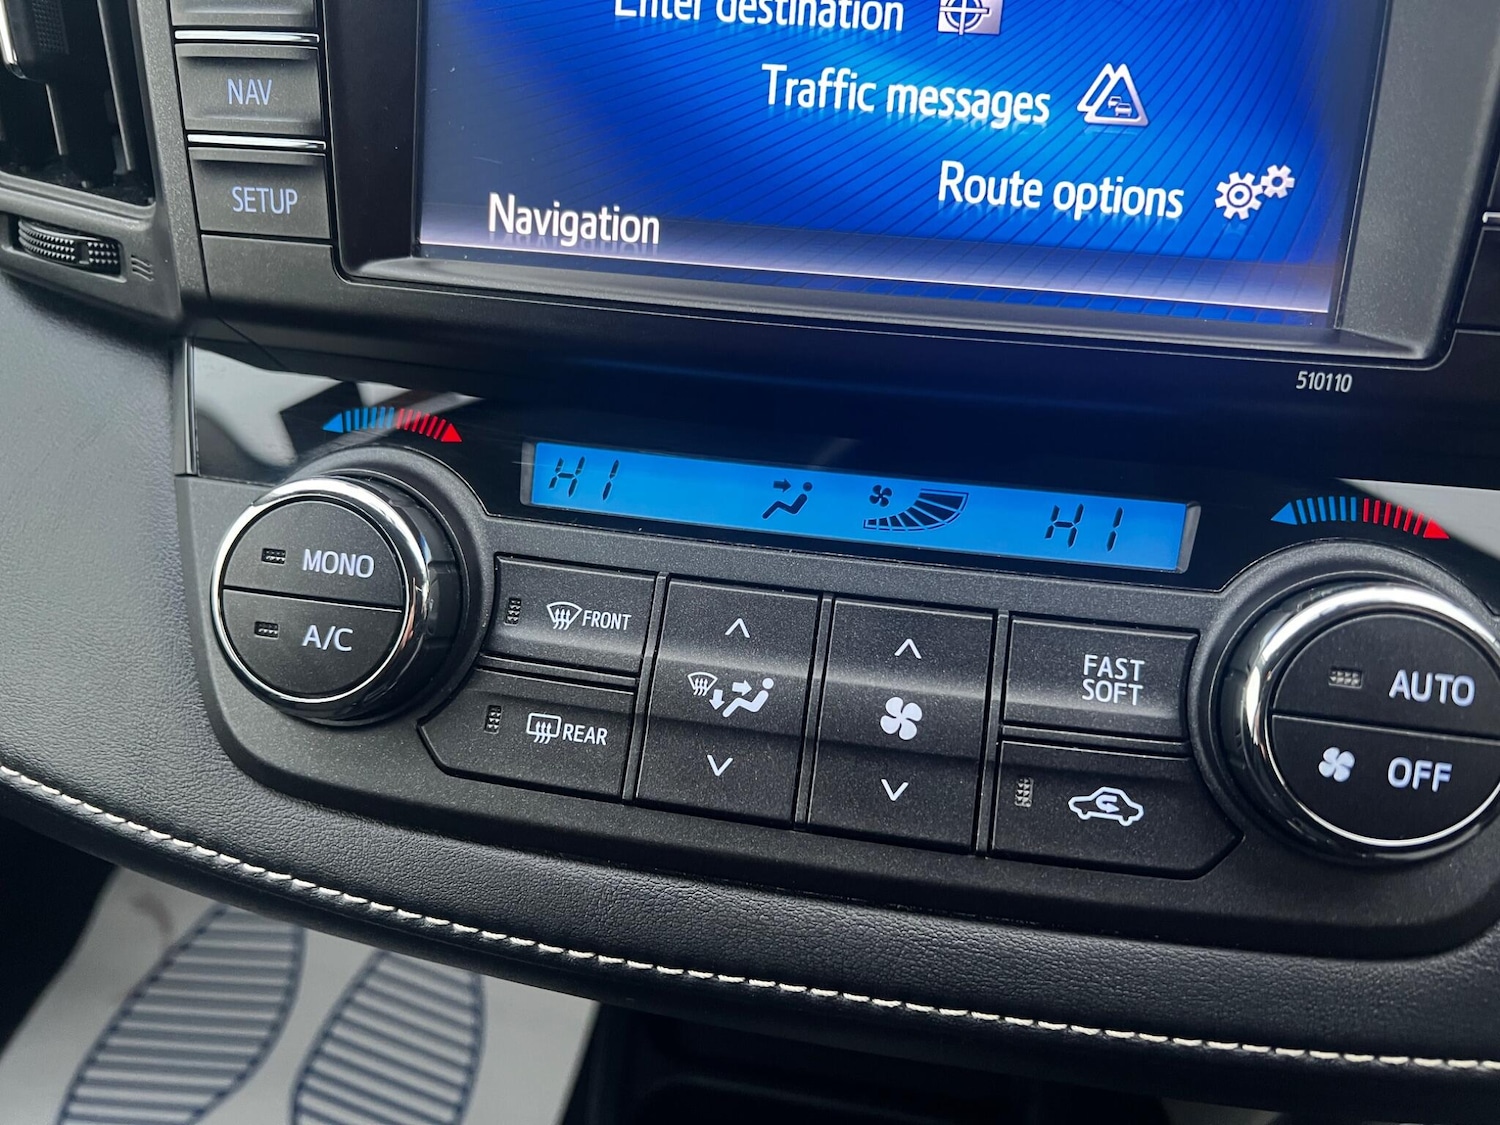 Enter destination
NAV
Traffic messages
SETUP
Route options
Navigation
510110
HI
HI
MONO
A/C
FRONT
REAR
FAST
SOFT
AUTO
OFF